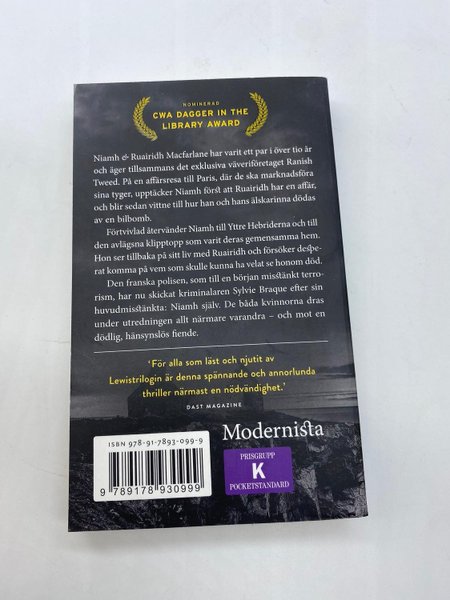 NOMINERAD
CWA DAGGER IN THE
LIBRARY AWARD
Niamh & Ruairidh Macfarlane har varit ett par i över tio år
och äger tillsammans det exklusiva väveriföretaget Ranish
Tweed. På en affärsresa till Paris, där de ska marknadsföra
sina tyger, upptäcker Niamh först att Ruairidh har en affär,
och blir sedan vittne till hur han och hans älskarinna dödas
av en bilbomb.
Förtvivlad återvänder Niamh till Yttre Hebriderna och till
den avlägsna klipptopp som varit deras gemensamma hem.
Hon ser tillbaka på sitt liv med Ruairidh och försöker despe-
rat komma på vem som skulle kunna ha velat se honom död.
Den franska polisen, som till en början misstänkt terro-
rism, har nu skickat kriminalaren Sylvie Braque efter sin
huvudmisstänkta: Niamh själv. De båda kvinnorna dras
under utredningen allt närmare varandra – och mot en
dödlig, hänsynslös fiende.
‘För alla som läst och njutit av
Lewistrilogin är denna spännande och annorlunda
thriller närmast en nödvändighet.’
DAST MAGAZINE
ISBN 978-91-7893-099-9
9 789178 930999
Modernista
PRISGRUPP
K
POCKETSTANDARD